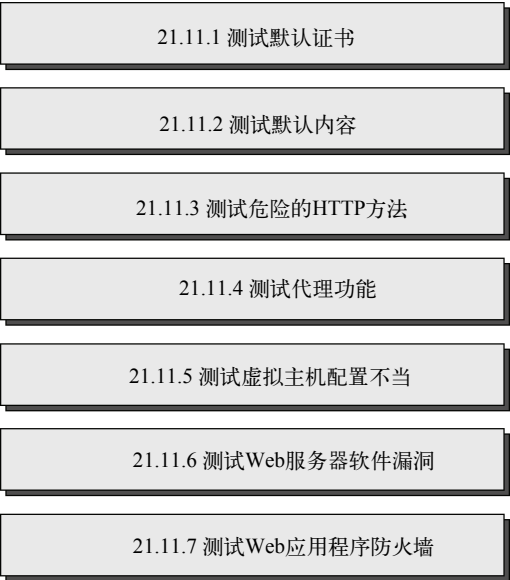 21.11.1 测试默认证书
21.11.2 测试默认内容
21.11.3 测试危险的HTTP方法
21.11.4 测试代理功能
21.11.5 测试虚拟主机配置不当
21.11.6 测试Web服务器软件漏洞
21.11.7 测试Web应用程序防火墙